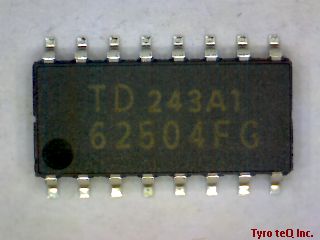 TD 243A1
62504FG
Tyro teQ Inc.